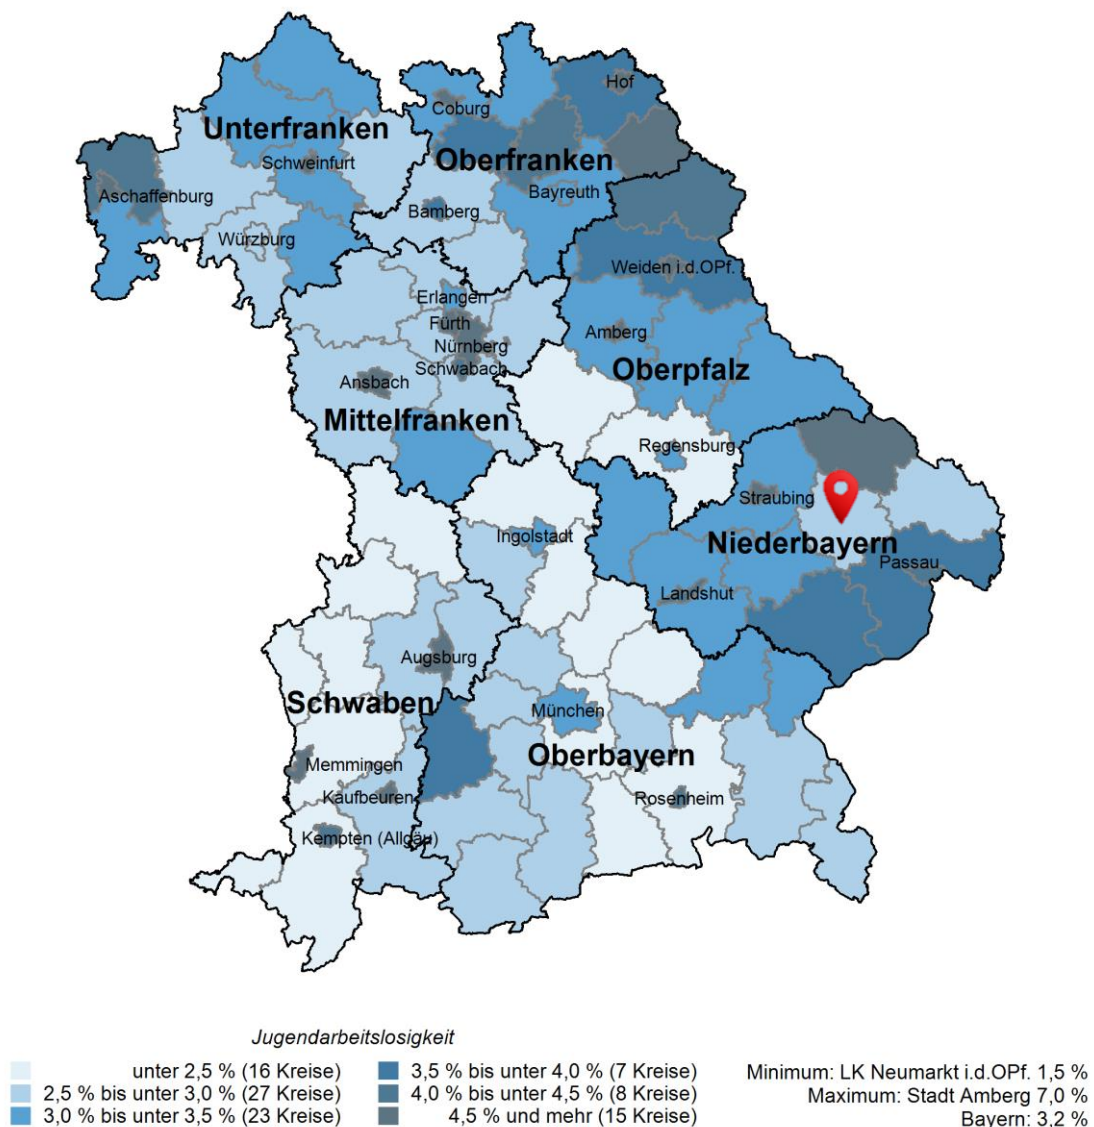 Hof
Coburg
Unterfranken
Oberfranken
Schweinfurt
Aschaffenburg
Bayreuth
Bamberg
Würzburg
Weiden i.d.OPf.
Erlangen
Fürth
Amberg
Nürnberg
Schwabach
Oberpfalz
Ansbach
Mittelfranken
Regensburg
Straubing
Ingolstadt
Niederbayern
Passau
Landshut
Augsburg
Schwaben
München
Oberbayern
Memmingen
Kaufbeuren
Rosenheim
Kempten (Allgäu)
Jugendarbeitslosigkeit
unter 2,5 % (16 Kreise)
2,5 % bis unter 3,0 % (27 Kreise)
3,0 % bis unter 3,5 % (23 Kreise)
3,5 % bis unter 4,0 % (7 Kreise)
4,0 % bis unter 4,5 % (8 Kreise)
4,5 % und mehr (15 Kreise)
Minimum: LK Neumarkt i.d.OPf. 1,5 %
Maximum: Stadt Amberg 7,0 %
Bayern: 3,2 %